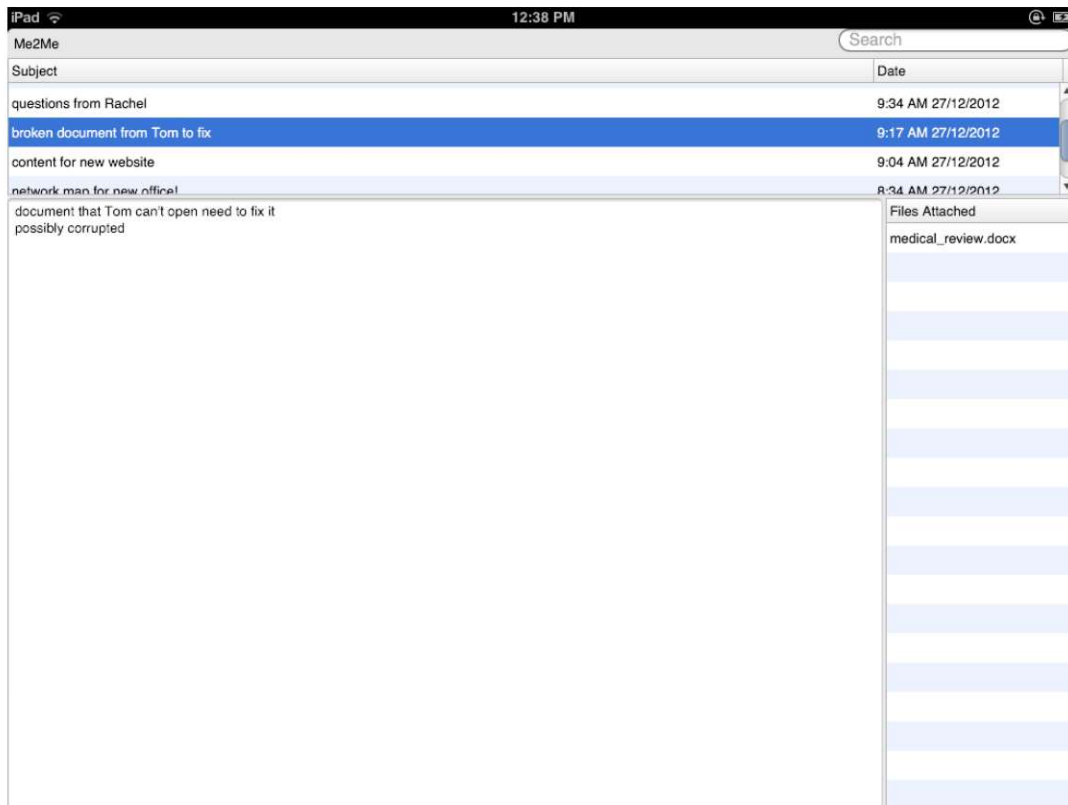 iPad 12:38 PM
Me2Me Search
Subject Date
questions from Rachel 9:34 AM 27/12/2012
broken document from Tom to fix 9:17 AM 27/12/2012
content for new website 9:04 AM 27/12/2012
network map for new office! 8:34 AM 27/12/2012
document that Tom can't open need to fix it
possibly corrupted
Files Attached
medical_review.docx